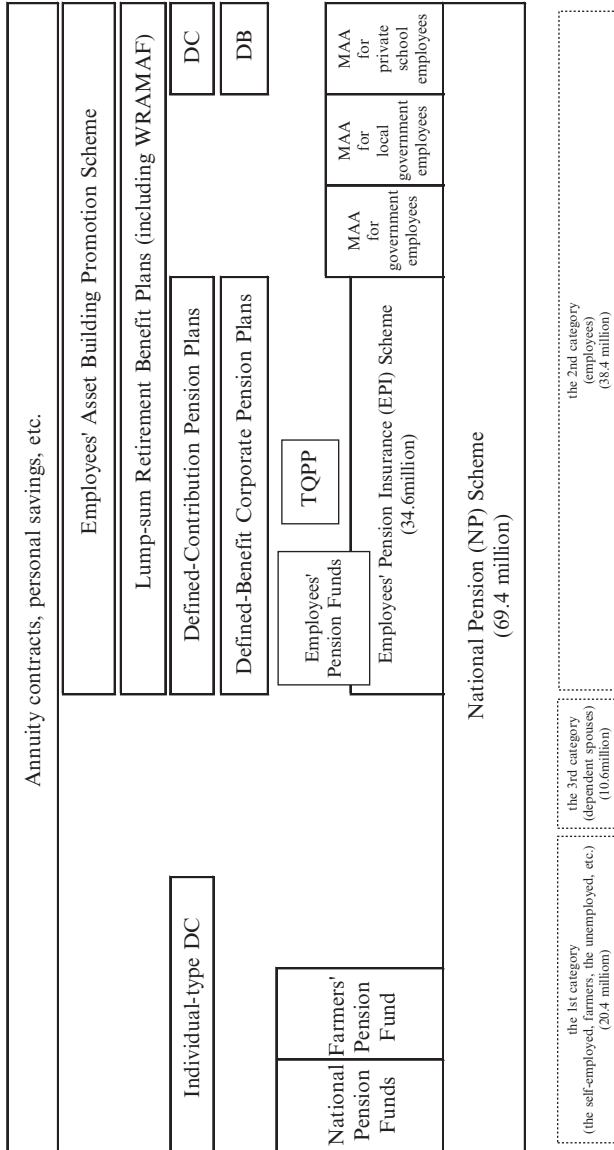 Annuity contracts, personal savings, etc.
Employees' Asset Building Promotion Scheme
Lump-sum Retirement Benefit Plans (including WRAMAF)
Individual-type DC
Defined-Contribution Pension Plans
DC
Defined-Benefit Corporate Pension Plans
DB
National
Pension
Funds
Farmers'
Pension
Fund
Employees'
Pension Funds
TQPP
Employees' Pension Insurance (EPI) Scheme
(34.6million)
MAA
for
government
employees
MAA
for
local
government
employees
MAA
for
private
school
employees
National Pension (NP) Scheme
(69.4 million)
the 1st category
(the self-employed, farmers, the unemployed, etc.)
(20.4 milliom)
the 3rd category
(dependent spouses)
(10.6million)
the 2nd category
(employees)
(38.4 million)